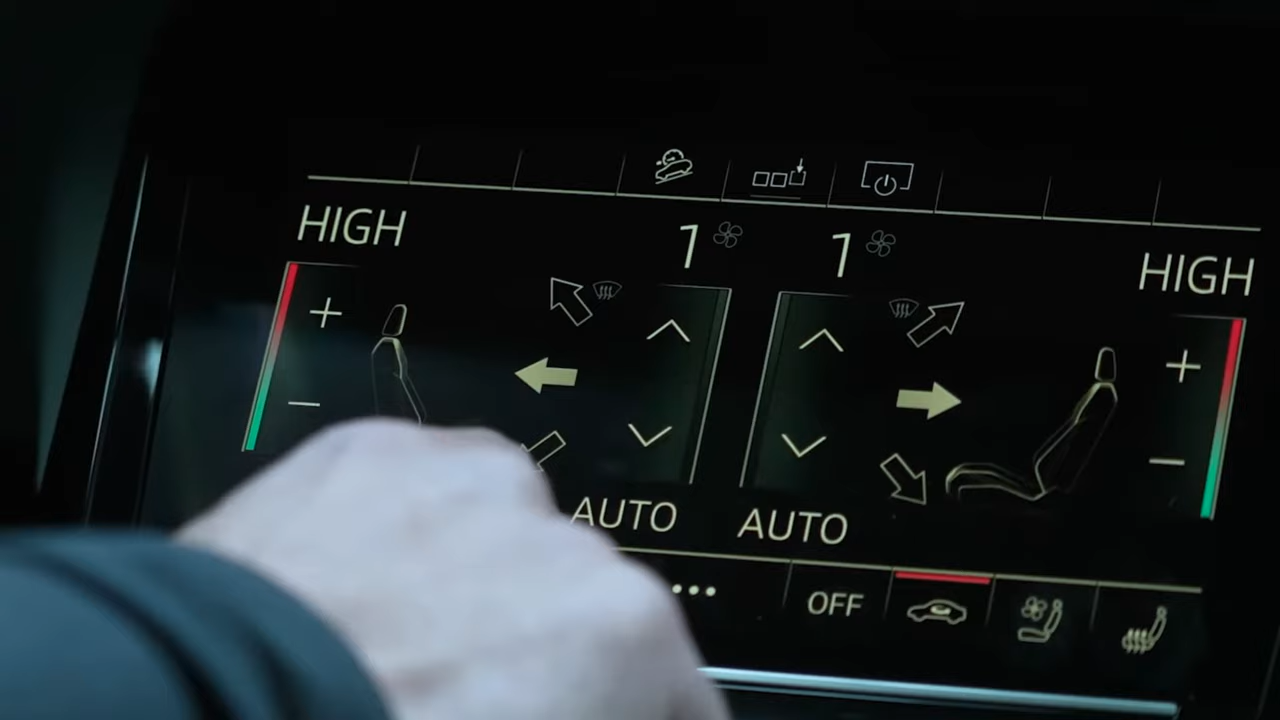 HIGH 1 1 HIGH
+ +
− −
AUTO AUTO
••• OFF